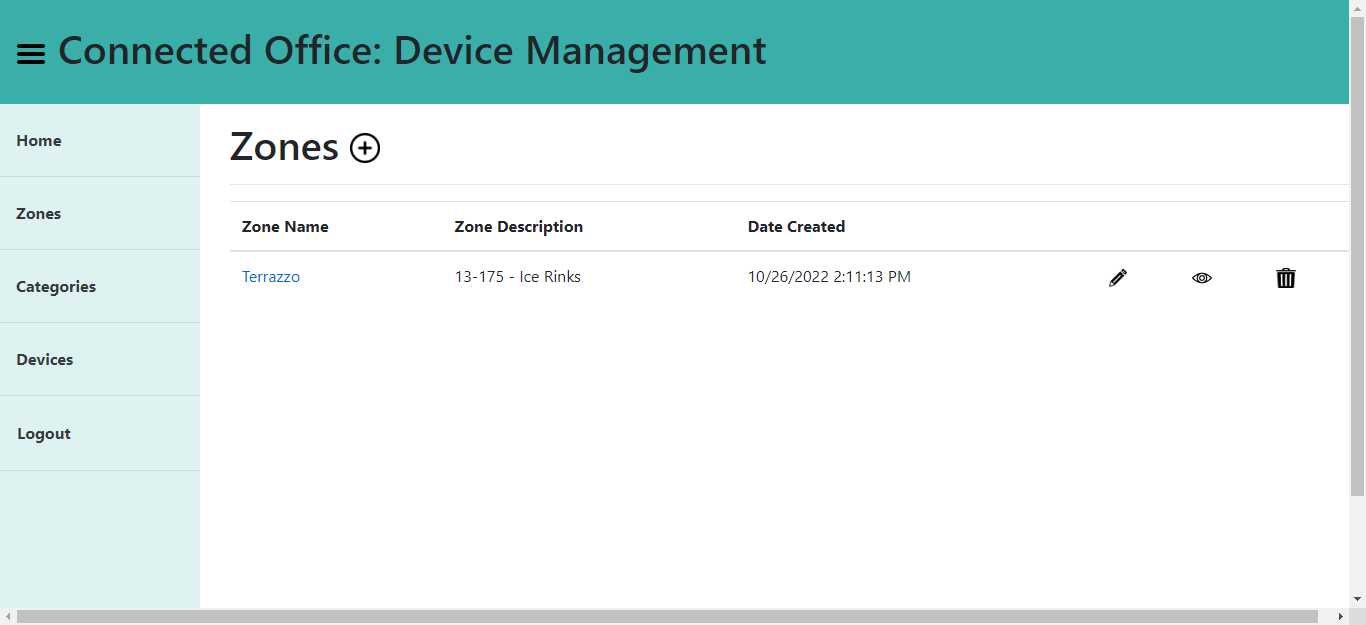 Connected Office: Device Management
Home
Zones
Categories
Devices
Logout
Zones
Zone Name Zone Description Date Created
Terrazzo 13-175 - Ice Rinks 10/26/2022 2:11:13 PM